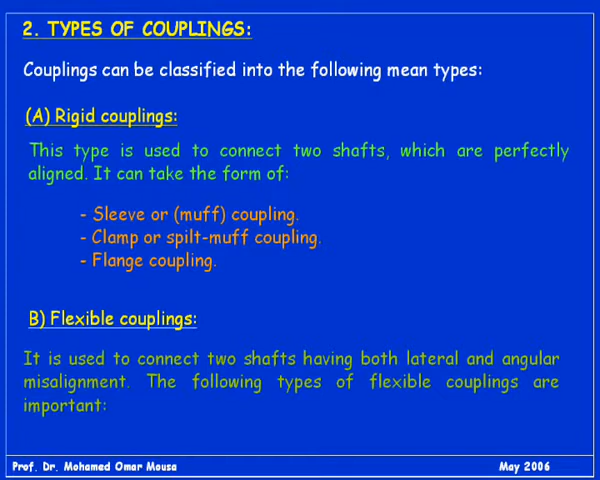 2. TYPES OF COUPLINGS:
Couplings can be classified into the following mean types:
(A) Rigid couplings:
This type is used to connect two shafts, which are perfectly
aligned. It can take the form of:
- Sleeve or (muff) coupling.
- Clamp or spilt-muff coupling.
- Flange coupling.
B) Flexible couplings:
It is used to connect two shafts having both lateral and angular
misalignment. The following types of flexible couplings are
important:
Prof. Dr. Mohamed Omar Mousa May 2006